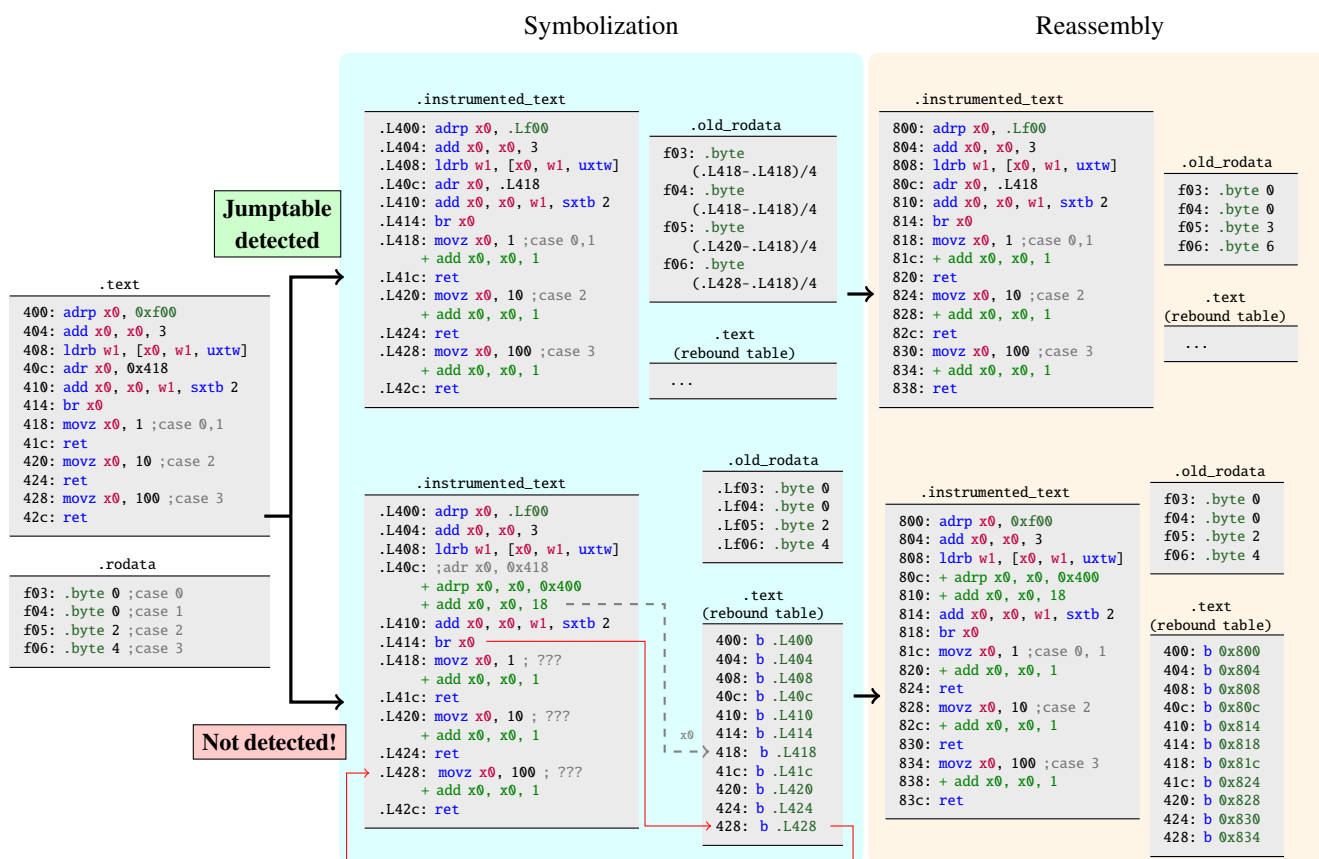 Symbolization
Reassembly
Jumptable
detected
.text
400: adrp x0, 0xf00
404: add x0, x0, 3
408: ldrb w1, [x0, w1, uxtw]
40c: adr x0, 0x418
410: add x0, x0, w1, sxtb 2
414: br x0
418: movz x0, 1 ;case 0,1
41c: ret
420: movz x0, 10 ;case 2
424: ret
428: movz x0, 100 ;case 3
42c: ret
.rodata
f03: .byte 0 ;case 0
f04: .byte 0 ;case 1
f05: .byte 2 ;case 2
f06: .byte 4 ;case 3
Not detected!
.instrumented_text
.L400: adrp x0, .Lf00
.L404: add x0, x0, 3
.L408: ldrb w1, [x0, w1, uxtw]
.L40c: adr x0, .L418
.L410: add x0, x0, w1, sxtb 2
.L414: br x0
.L418: movz x0, 1 ;case 0,1
+ add x0, x0, 1
.L41c: ret
.L420: movz x0, 10 ;case 2
+ add x0, x0, 1
.L424: ret
.L428: movz x0, 100 ;case 3
+ add x0, x0, 1
.L42c: ret
.old_rodata
f03: .byte
(.L418-.L418)/4
f04: .byte
(.L418-.L418)/4
f05: .byte
(.L420-.L418)/4
f06: .byte
(.L428-.L418)/4
.text
(rebound table)
...
.instrumented_text
800: adrp x0, .Lf00
804: add x0, x0, 3
808: ldrb w1, [x0, w1, uxtw]
80c: adr x0, .L418
810: add x0, x0, w1, sxtb 2
814: br x0
818: movz x0, 1 ;case 0,1
81c: + add x0, x0, 1
820: ret
824: movz x0, 10 ;case 2
828: + add x0, x0, 1
82c: ret
830: movz x0, 100 ;case 3
834: + add x0, x0, 1
838: ret
.old_rodata
f03: .byte 0
f04: .byte 0
f05: .byte 3
f06: .byte 6
.text
(rebound table)
...
.instrumented_text
.L400: adrp x0, .Lf00
.L404: add x0, x0, 3
.L408: ldrb w1, [x0, w1, uxtw]
.L40c: ;adr x0, 0x418
+ adrp x0, x0, 0x400
+ add x0, x0, 18
.L410: add x0, x0, w1, sxtb 2
.L414: br x0
.L418: movz x0, 1 ; ???
+ add x0, x0, 1
.L41c: ret
.L420: movz x0, 10 ; ???
+ add x0, x0, 1
.L424: ret
.L428: movz x0, 100 ; ???
+ add x0, x0, 1
.L42c: ret
x0
.old_rodata
.Lf03: .byte 0
.Lf04: .byte 0
.Lf05: .byte 2
.Lf06: .byte 4
.text
(rebound table)
400: b .L400
404: b .L404
408: b .L408
40c: b .L40c
410: b .L410
414: b .L414
418: b .L418
41c: b .L41c
420: b .L420
424: b .L424
428: b .L428
.instrumented_text
800: adrp x0, 0xf00
804: add x0, x0, 3
808: ldrb w1, [x0, w1, uxtw]
80c: + adrp x0, x0, 0x400
810: + add x0, x0, 18
814: add x0, x0, w1, sxtb 2
818: br x0
81c: movz x0, 1 ;case 0, 1
820: + add x0, x0, 1
824: ret
828: movz x0, 10 ;case 2
82c: + add x0, x0, 1
830: ret
834: movz x0, 100 ;case 3
838: + add x0, x0, 1
83c: ret
.old_rodata
f03: .byte 0
f04: .byte 0
f05: .byte 2
f06: .byte 4
.text
(rebound table)
400: b 0x800
404: b 0x804
408: b 0x808
40c: b 0x80c
410: b 0x814
414: b 0x818
418: b 0x81c
41c: b 0x824
420: b 0x828
424: b 0x830
428: b 0x834